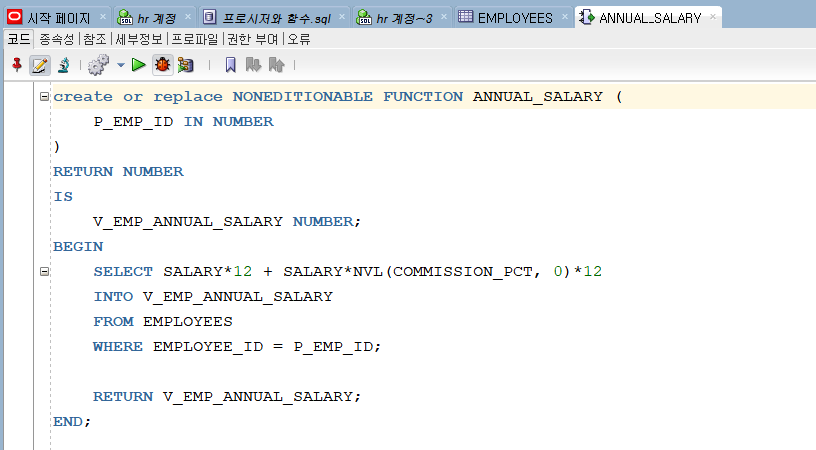 시작 페이지 hr 계정 프로시저와 함수.sql hr 계정~3 EMPLOYEES ANNUAL_SALARY
코드 종속성 참조 세부정보 프로파일 권한 부여 오류
create or replace NONEDITIONABLE FUNCTION ANNUAL_SALARY (
P_EMP_ID IN NUMBER
)
RETURN NUMBER
IS
V_EMP_ANNUAL_SALARY NUMBER;
BEGIN
SELECT SALARY*12 + SALARY*NVL(COMMISSION_PCT, 0)*12
INTO V_EMP_ANNUAL_SALARY
FROM EMPLOYEES
WHERE EMPLOYEE_ID = P_EMP_ID;
RETURN V_EMP_ANNUAL_SALARY;
END;